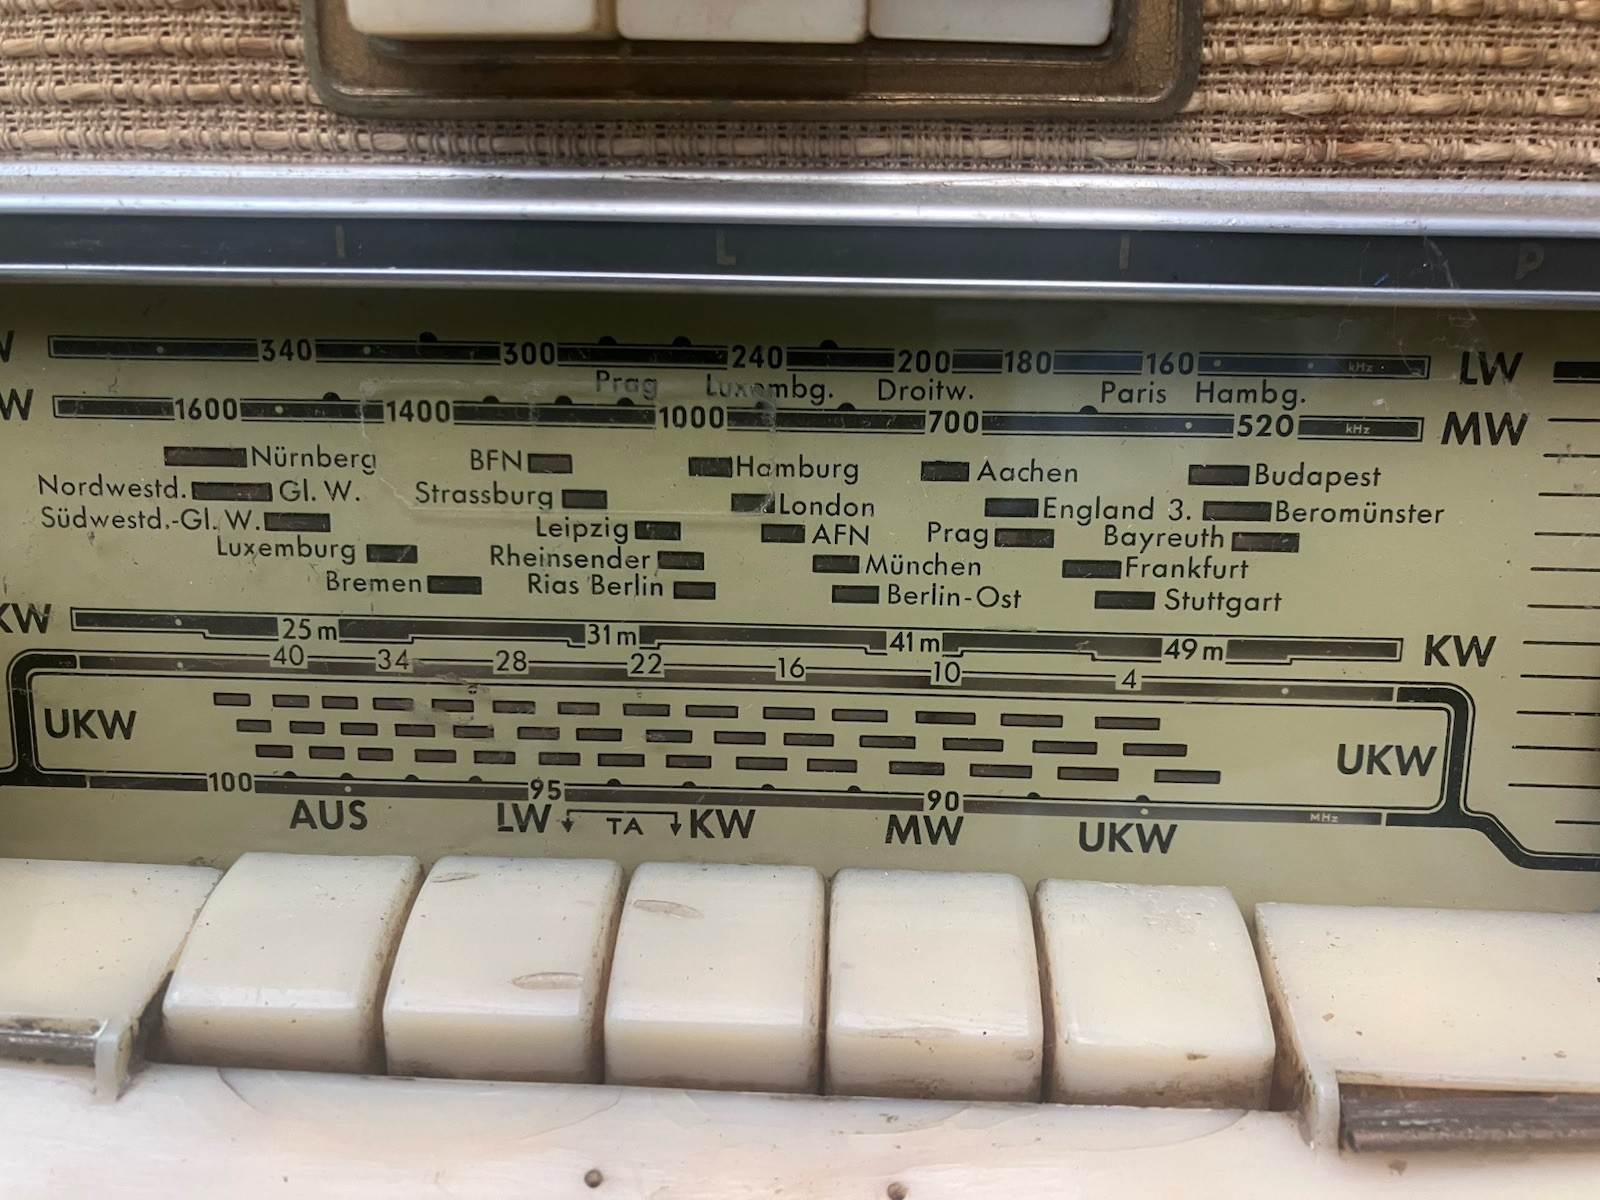 I L I P
W 340 300 240 200 180 160 kHz LW
Prag Luxembg. Droitw. Paris Hambg.
W 1600 1400 1000 700 520 kHz MW
Nürnberg BFN Hamburg Aachen Budapest
Nordwestd. Gl. W. Strassburg London England 3. Beromünster
Südwestd.-Gl. W. Leipzig AFN Prag Bayreuth
Luxemburg Rheinsender München Frankfurt
Bremen Rias Berlin Berlin-Ost Stuttgart
KW 25 m 31 m 41 m 49 m KW
40 34 28 22 16 10 4
UKW UKW
100 95 90 MHz
AUS LW TA KW MW UKW